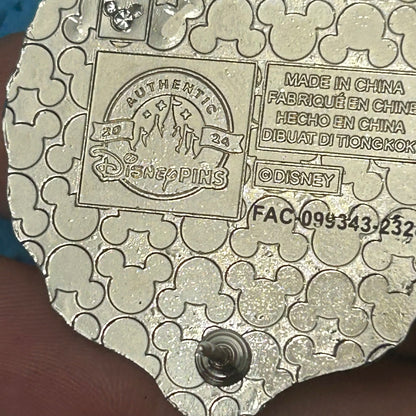 AUTHENTIC
20 24
DISNEY PINS
MADE IN CHINA
FABRIQUÉ EN CHINE
HECHO EN CHINA
DIBUAT DI TIONGKOK
©DISNEY
FAC-099343-232